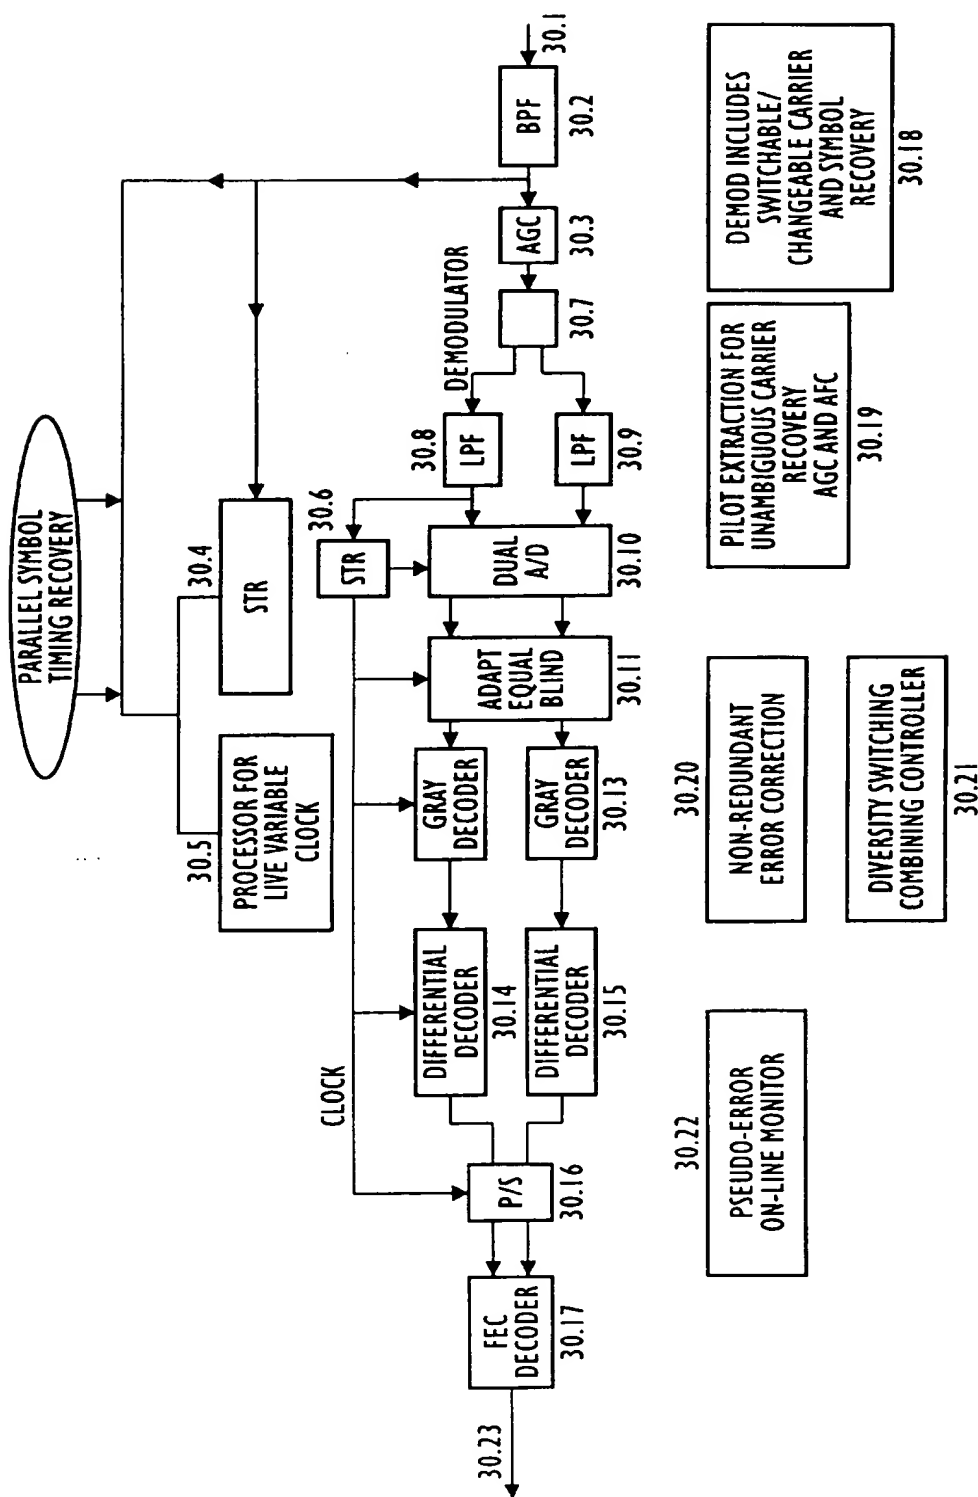 PARALLEL SYMBOL
TIMING RECOVERY
30.5
PROCESSOR FOR
LIVE VARIABLE
CLOCK
30.4
STR
CLOCK
30.6
STR
DEMODULATOR
30.8
LPF
LPF
30.9
30.1
BPF
30.2
AGC
30.3
30.7
DUAL
A/D
30.10
ADAPT
EQUAL
BLIND
30.11
GRAY
DECODER
GRAY
DECODER
30.13
DIFFERENTIAL
DECODER
30.14
DIFFERENTIAL
DECODER
30.15
P/S
30.16
FEC
DECODER
30.17
30.23
30.22
PSEUDO-ERROR
ON-LINE MONITOR
30.20
NON-REDUNDANT
ERROR CORRECTION
DIVERSITY SWITCHING
COMBINING CONTROLLER
30.21
PILOT EXTRACTION FOR
UNAMBIGUOUS CARRIER
RECOVERY
AGC AND AFC
30.19
DEMOD INCLUDES
SWITCHABLE/
CHANGEABLE CARRIER
AND SYMBOL
RECOVERY
30.18